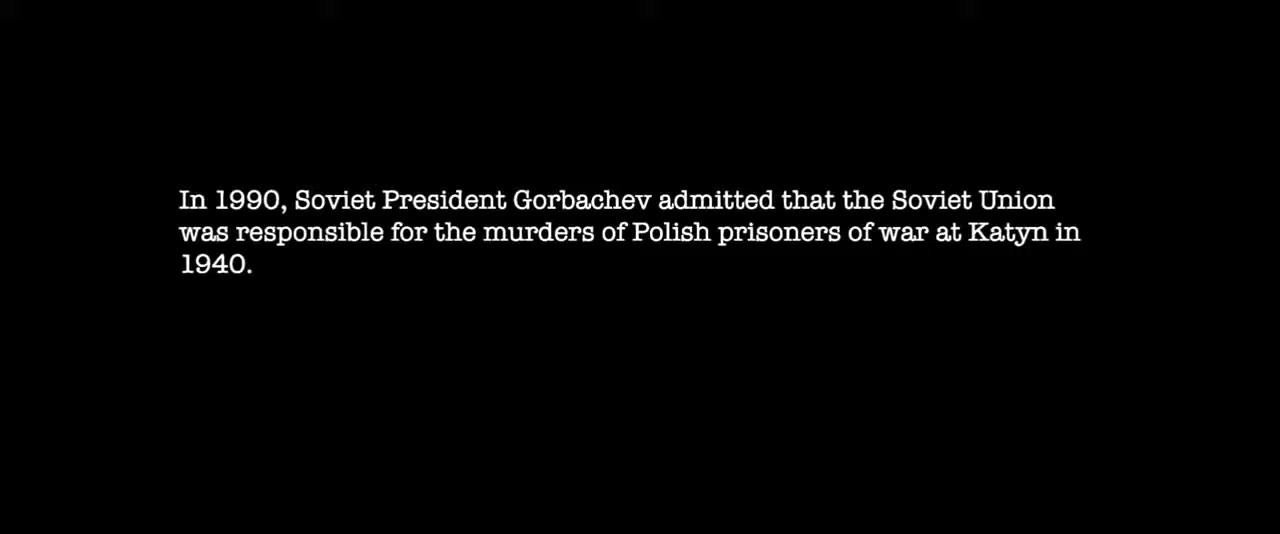 In 1990, Soviet President Gorbachev admitted that the Soviet Union
was responsible for the murders of Polish prisoners of war at Katyn in
1940.